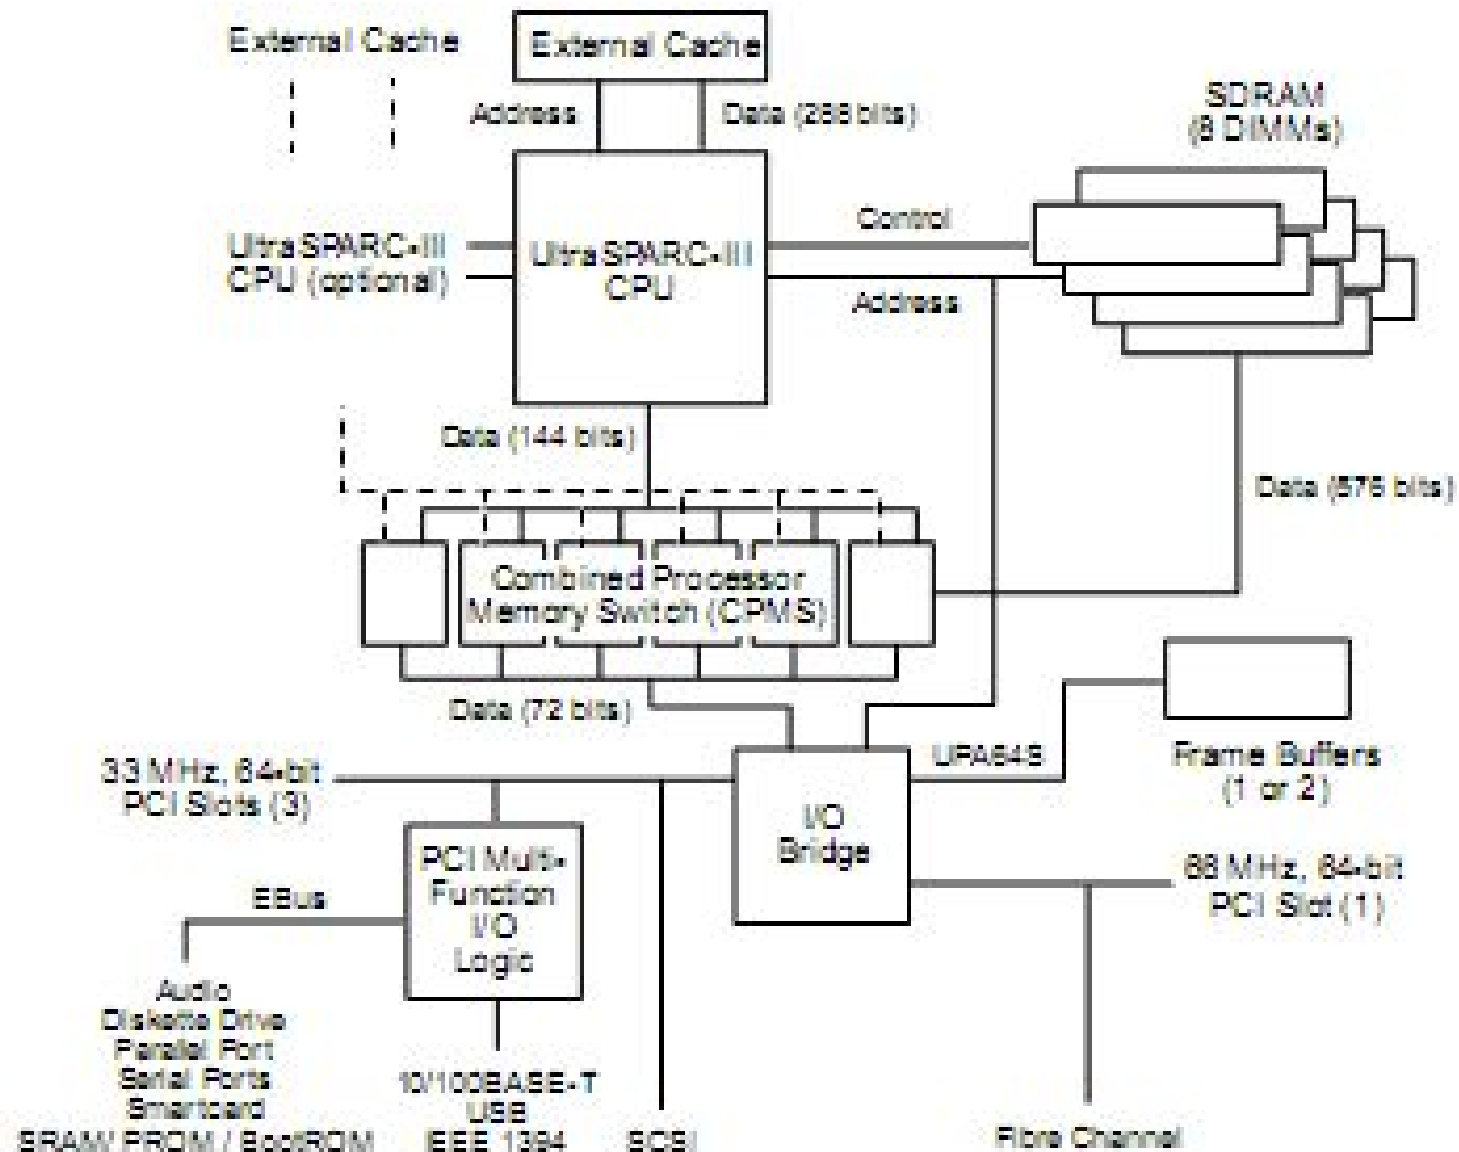 External Cache
External Cache
Address
Data (288 bits)
SDRAM
(8 DIMMs)
UltraSPARC-III
CPU (optional)
UltraSPARC-III
CPU
Control
Address
Data (144 bits)
Data (576 bits)
Combined Processor
Memory Switch (CPMS)
Data (72 bits)
33 MHz, 64-bit
PCI Slots (3)
UPA64S
Frame Buffers
(1 or 2)
I/O
Bridge
PCI Multi-
Function
I/O
Logic
EBus
66 MHz, 64-bit
PCI Slot (1)
Audio
Diskette Drive
Parallel Port
Serial Ports
Smartcard
SRAM/ PROM / BootROM
10/100BASE-T
USB
IEEE 1394
SCSI
Fibre Channel